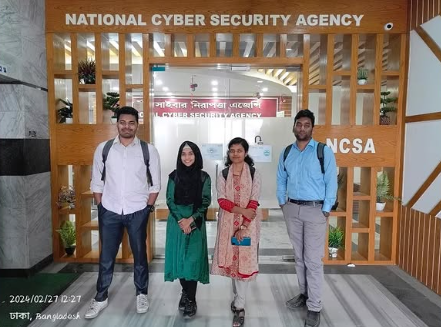 NATIONAL CYBER SECURITY AGENCY
সাইবার নিরাপত্তা এজেন্সি
CYBER SECURITY AGENCY
NCSA
2024/02/27 12:27
ঢাকা, Bangladesh